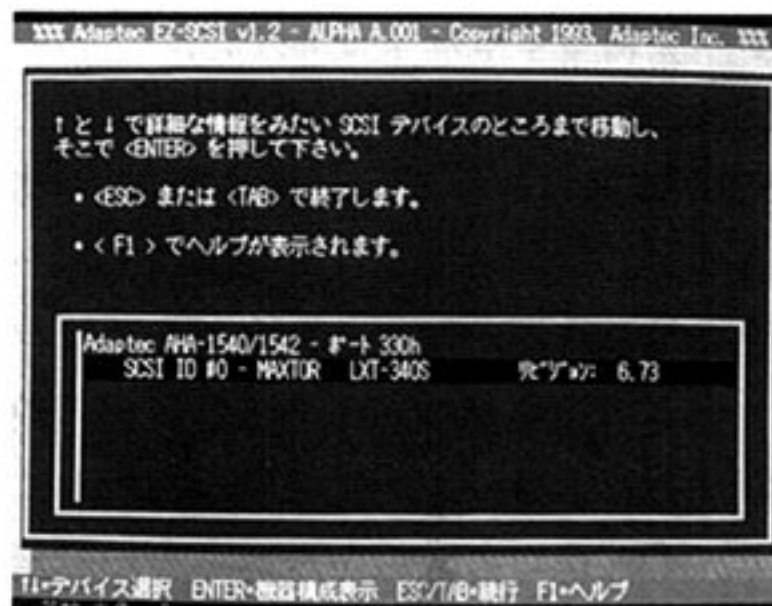 %%% Adaptec EZ-SCSI v1.2 - ALPHA A.001 - Copyright 1993, Adaptec Inc. %%%
↑ と ↓ で詳細な情報をみたい SCSI デバイスのところまで移動し、
そこで <ENTER> を押して下さい。
• <ESC> または <TAB> で終了します。
• < F1 > でヘルプが表示されます。
Adaptec AHA-1540/1542 - ﾎﾟｰﾄ 330h
SCSI ID #0 - MAXTOR LXT-340S ﾘﾋﾞｼﾞｮﾝ: 6.73
↑↓•デバイス選択 ENTER•機器構成表示 ESC/TAB•続行 F1•ヘルプ